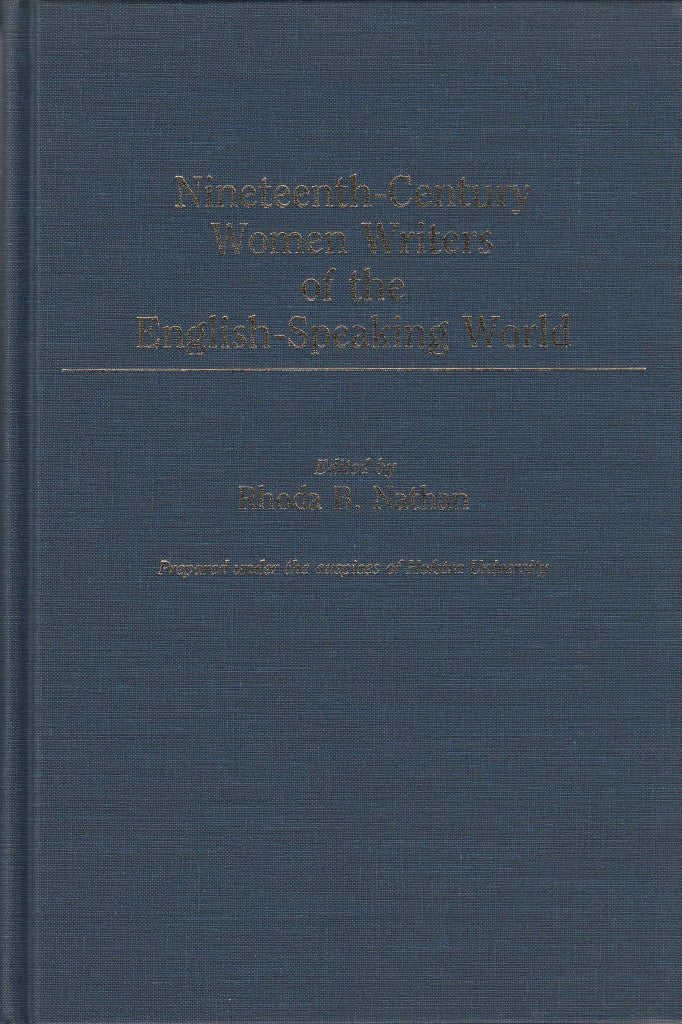 Nineteenth-Century
Women Writers
of the
English-Speaking World
Edited by
Rhoda B. Nathan
Prepared under the auspices of Hofstra University